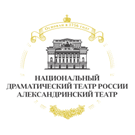 НАЦИОНАЛЬНЫЙ
ДРАМАТИЧЕСКИЙ ТЕАТР РОССИИ
АЛЕКСАНДРИНСКИЙ ТЕАТР